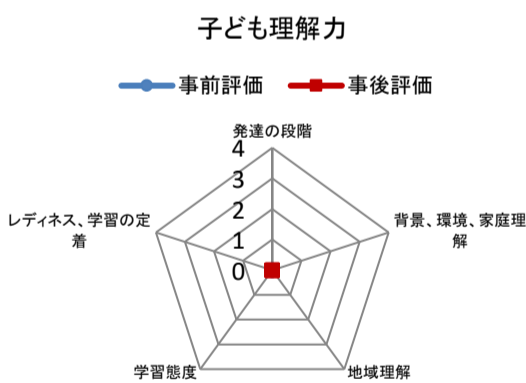 子ども理解力
事前評価 事後評価
発達の段階
4
3
2
1
0
背景、環境、家庭理
解
レディネス、学習の定
着
学習態度
地域理解